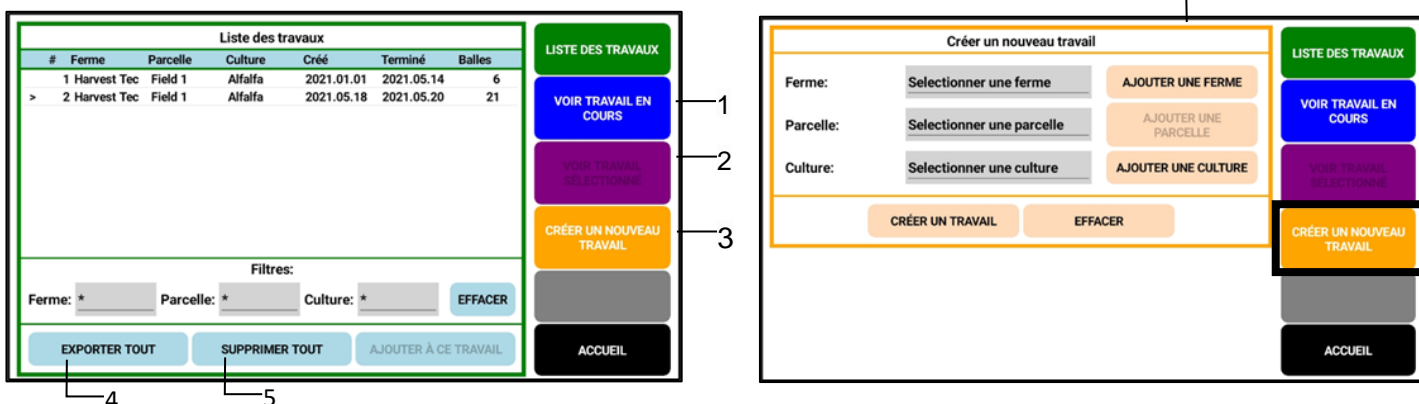 Liste des travaux
# Ferme Parcelle Culture Créé Terminé Balles
1 Harvest Tec Field 1 Alfalfa 2021.01.01 2021.05.14 6
> 2 Harvest Tec Field 1 Alfalfa 2021.05.18 2021.05.20 21
Filtres:
Ferme: * Parcelle: * Culture: * EFFACER
EXPORTER TOUT SUPPRIMER TOUT AJOUTER À CE TRAVAIL
LISTE DES TRAVAUX
VOIR TRAVAIL EN
COURS
VOIR TRAVAIL
SÉLECTIONNÉ
CRÉER UN NOUVEAU
TRAVAIL
ACCUEIL
1
2
3
4
5
Créer un nouveau travail
Ferme: Selectionner une ferme AJOUTER UNE FERME
Parcelle: Selectionner une parcelle AJOUTER UNE
PARCELLE
Culture: Selectionner une culture AJOUTER UNE CULTURE
CRÉER UN TRAVAIL EFFACER
LISTE DES TRAVAUX
VOIR TRAVAIL EN
COURS
VOIR TRAVAIL
SÉLECTIONNÉ
CRÉER UN NOUVEAU
TRAVAIL
ACCUEIL